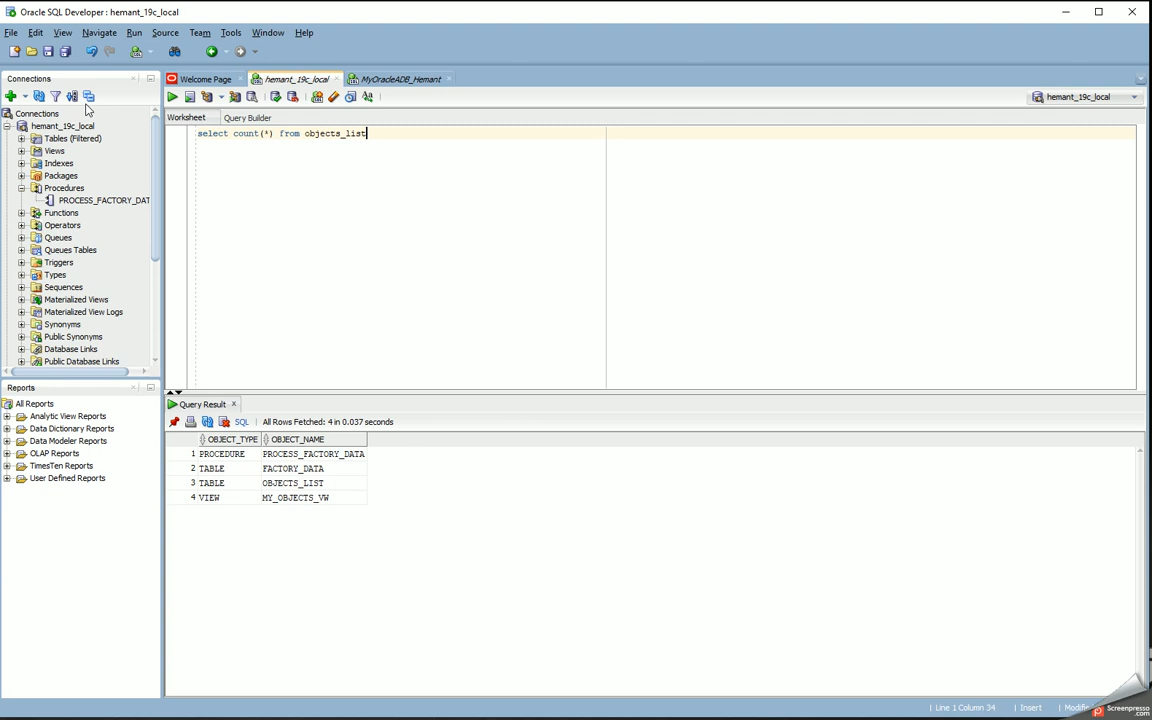 Oracle SQL Developer : hemant_19c_local
File Edit View Navigate Run Source Team Tools Window Help
Connections
Welcome Page
hemant_19c_local
MyOracleADB_Hemant
hemant_19c_local
Worksheet
Query Builder
select count(*) from objects_list
Connections
hemant_19c_local
Tables (Filtered)
Views
Indexes
Packages
Procedures
PROCESS_FACTORY_DAT
Functions
Operators
Queues
Queues Tables
Triggers
Types
Sequences
Materialized Views
Materialized View Logs
Synonyms
Public Synonyms
Database Links
Public Database Links
Reports
All Reports
Analytic View Reports
Data Dictionary Reports
Data Modeler Reports
OLAP Reports
TimesTen Reports
User Defined Reports
Query Result
SQL | All Rows Fetched: 4 in 0.037 seconds
OBJECT_TYPE OBJECT_NAME
1 PROCEDURE PROCESS_FACTORY_DATA
2 TABLE FACTORY_DATA
3 TABLE OBJECTS_LIST
4 VIEW MY_OBJECTS_VW
Line 1 Column 34 | Insert | Modifie
Screenpresso
.com